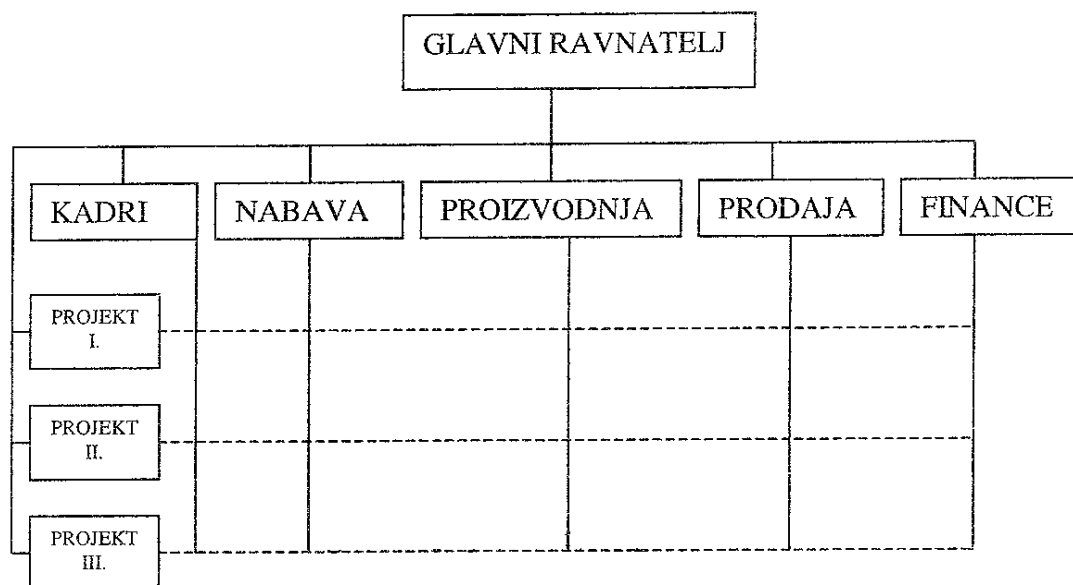 GLAVNI RAVNATELJ
KADRI
NABAVA
PROIZVODNJA
PRODAJA
FINANCE
PROJEKT
I.
PROJEKT
II.
PROJEKT
III.